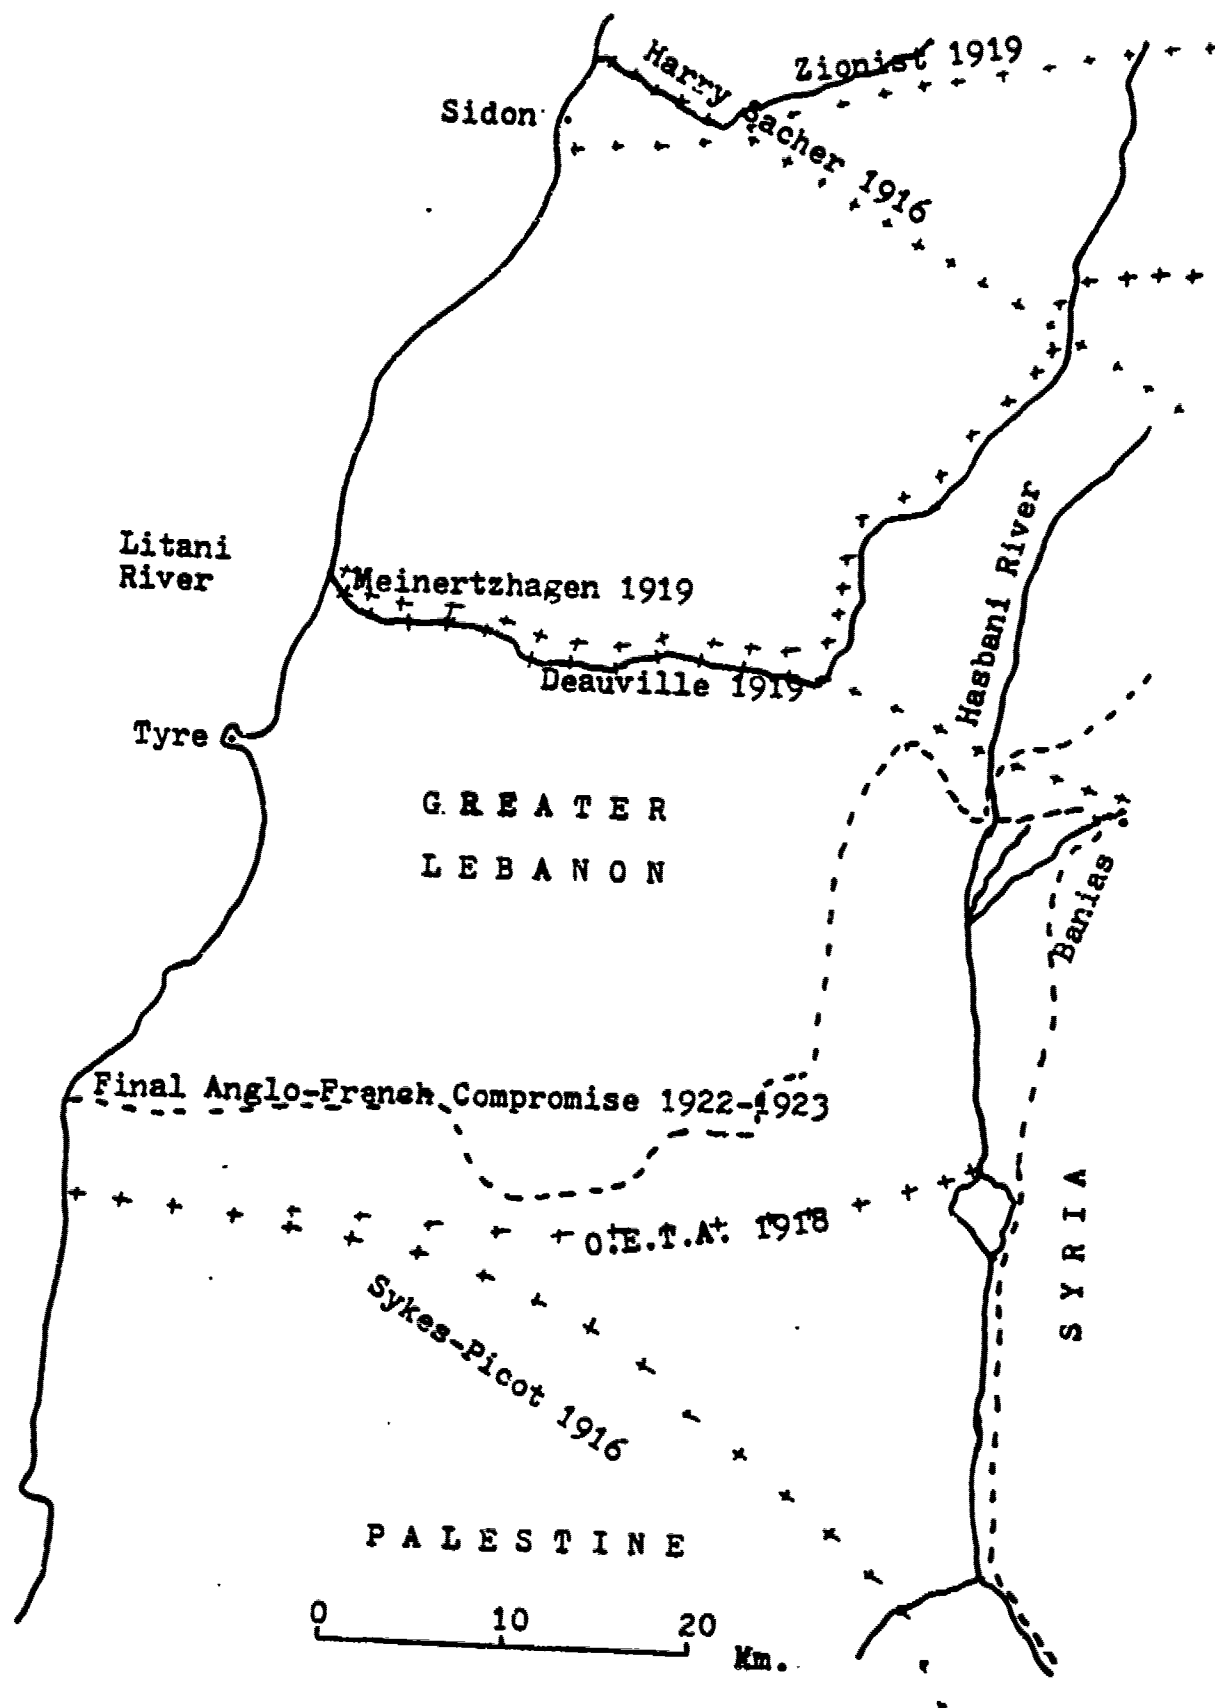 Zionist 1919
Harry Sacher 1916
Sidon
Hasbani River
Litani
River
Meinertzhagen 1919
Deauville 1919
Tyre
GREATER
LEBANON
Banias
Final Anglo-French Compromise 1922-1923
SYRIA
O.E.T.A. 1918
Sykes-Picot 1916
PALESTINE
0 10 20
Km.